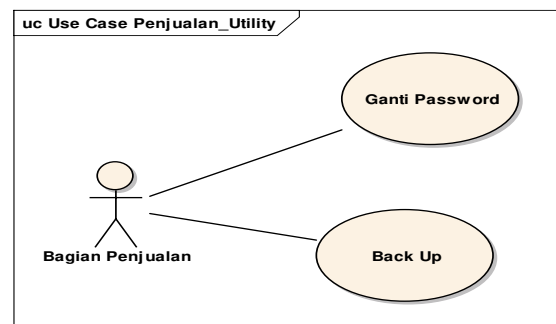 uc Use Case Penjualan_Utility
Ganti Password
Bagian Penjualan
Back Up